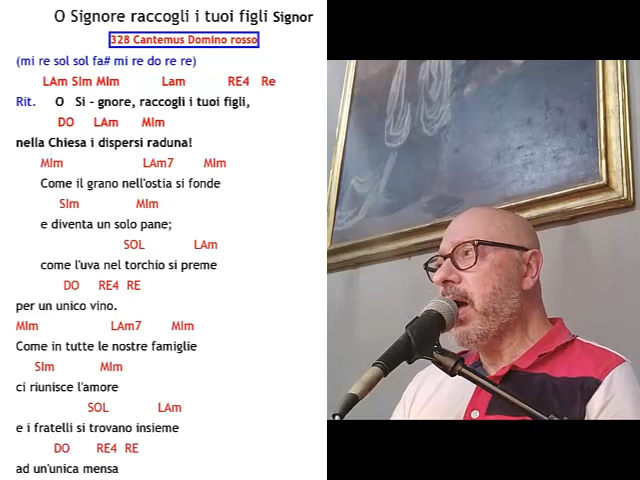 O Signore raccogli i tuoi figli Signor
328 Cantemus Domino rosso
(mi re sol sol fa# mi re do re re)
LAm SIm MIm Lam RE4 Re
Rit. O Si - gnore, raccogli i tuoi figli,
DO LAm MIm
nella Chiesa i dispersi raduna!
MIm LAm7 MIm
Come il grano nell'ostia si fonde
SIm MIm
e diventa un solo pane;
SOL LAm
come l'uva nel torchio si preme
DO RE4 RE
per un unico vino.
MIm LAm7 MIm
Come in tutte le nostre famiglie
SIm MIm
ci riunisce l'amore
SOL LAm
e i fratelli si trovano insieme
DO RE4 RE
ad un'unica mensa